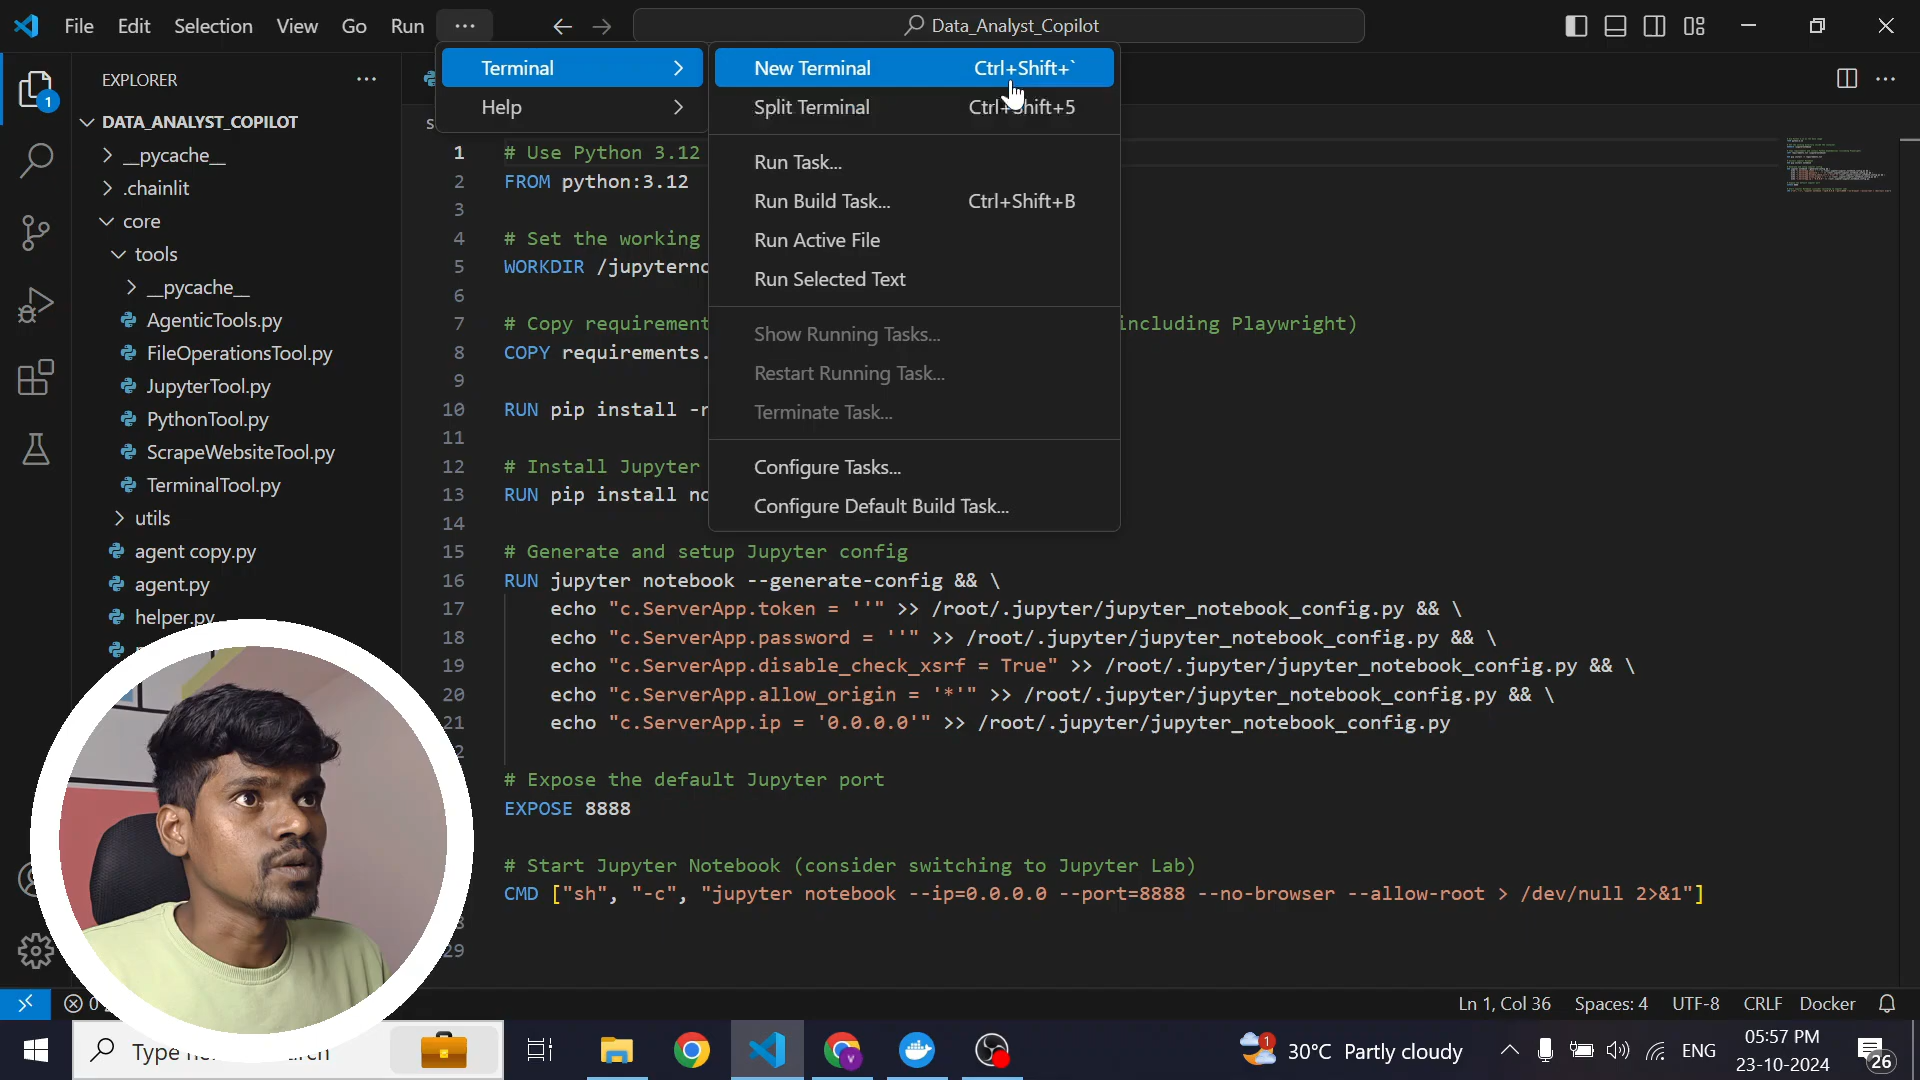 File Edit Selection View Go Run ···
Data_Analyst_Copilot
Terminal
Help
New Terminal Ctrl+Shift+`
Split Terminal Ctrl+Shift+5
Run Task...
Run Build Task... Ctrl+Shift+B
Run Active File
Run Selected Text
Show Running Tasks...
Restart Running Task...
Terminate Task...
Configure Tasks...
Configure Default Build Task...
EXPLORER
1
DATA_ANALYST_COPILOT
__pycache__
.chainlit
core
tools
__pycache__
AgenticTools.py
FileOperationsTool.py
JupyterTool.py
PythonTool.py
ScrapeWebsiteTool.py
TerminalTool.py
utils
agent copy.py
agent.py
helper.py
1 # Use Python 3.12
2 FROM python:3.12
3
4 # Set the working
5 WORKDIR
6
7 # Copy including Playwright)
8 COPY requirements.
9
10 RUN pip install
11
12 # Install Jupyter
13 RUN pip install
14
15 # Generate and setup Jupyter config
16 RUN jupyter notebook --generate-config && \
17 echo "c.ServerApp.token = ''" >> /root/.jupyter/jupyter_notebook_config.py && \
18 echo "c.ServerApp.password = ''" >> /root/.jupyter/jupyter_notebook_config.py && \
19 echo "c.ServerApp.disable_check_xsrf = True" >> /root/.jupyter/jupyter_notebook_config.py && \
20 echo "c.ServerApp.allow_origin = '*'" >> /root/.jupyter/jupyter_notebook_config.py && \
21 echo "c.ServerApp.ip = '0.0.0.0'" >> /root/.jupyter/jupyter_notebook_config.py
# Expose the default Jupyter port
EXPOSE 8888
# Start Jupyter Notebook (consider switching to Jupyter Lab)
CMD ["sh", "-c", "jupyter notebook --ip=0.0.0.0 --port=8888 --no-browser --allow-root > /dev/null 2>&1"]
29
Ln 1, Col 36 Spaces: 4 UTF-8 CRLF Docker
1 30°C Partly cloudy ENG 05:57 PM
23-10-2024 26